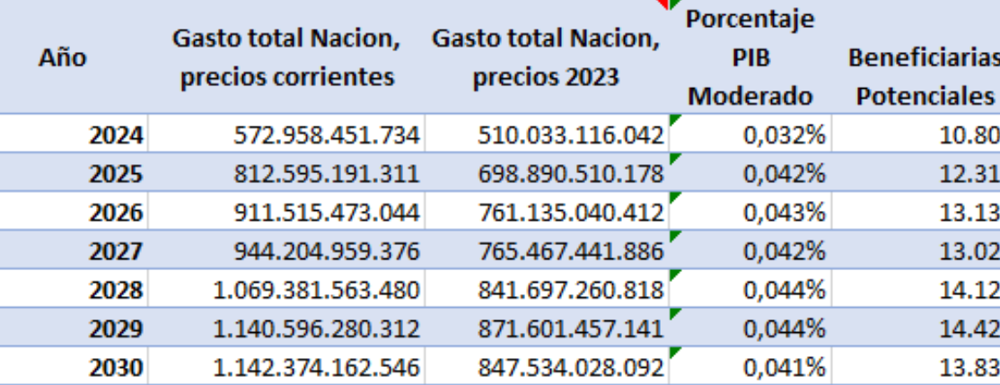 Año Gasto total Nacion, precios corrientes Gasto total Nacion, precios 2023 Porcentaje PIB Moderado Beneficiarias Potenciales
2024 572.958.451.734 510.033.116.042 0,032% 10.80
2025 812.595.191.311 698.890.510.178 0,042% 12.31
2026 911.515.473.044 761.135.040.412 0,043% 13.13
2027 944.204.959.376 765.467.441.886 0,042% 13.02
2028 1.069.381.563.480 841.697.260.818 0,044% 14.12
2029 1.140.596.280.312 871.601.457.141 0,044% 14.42
2030 1.142.374.162.546 847.534.028.092 0,041% 13.83